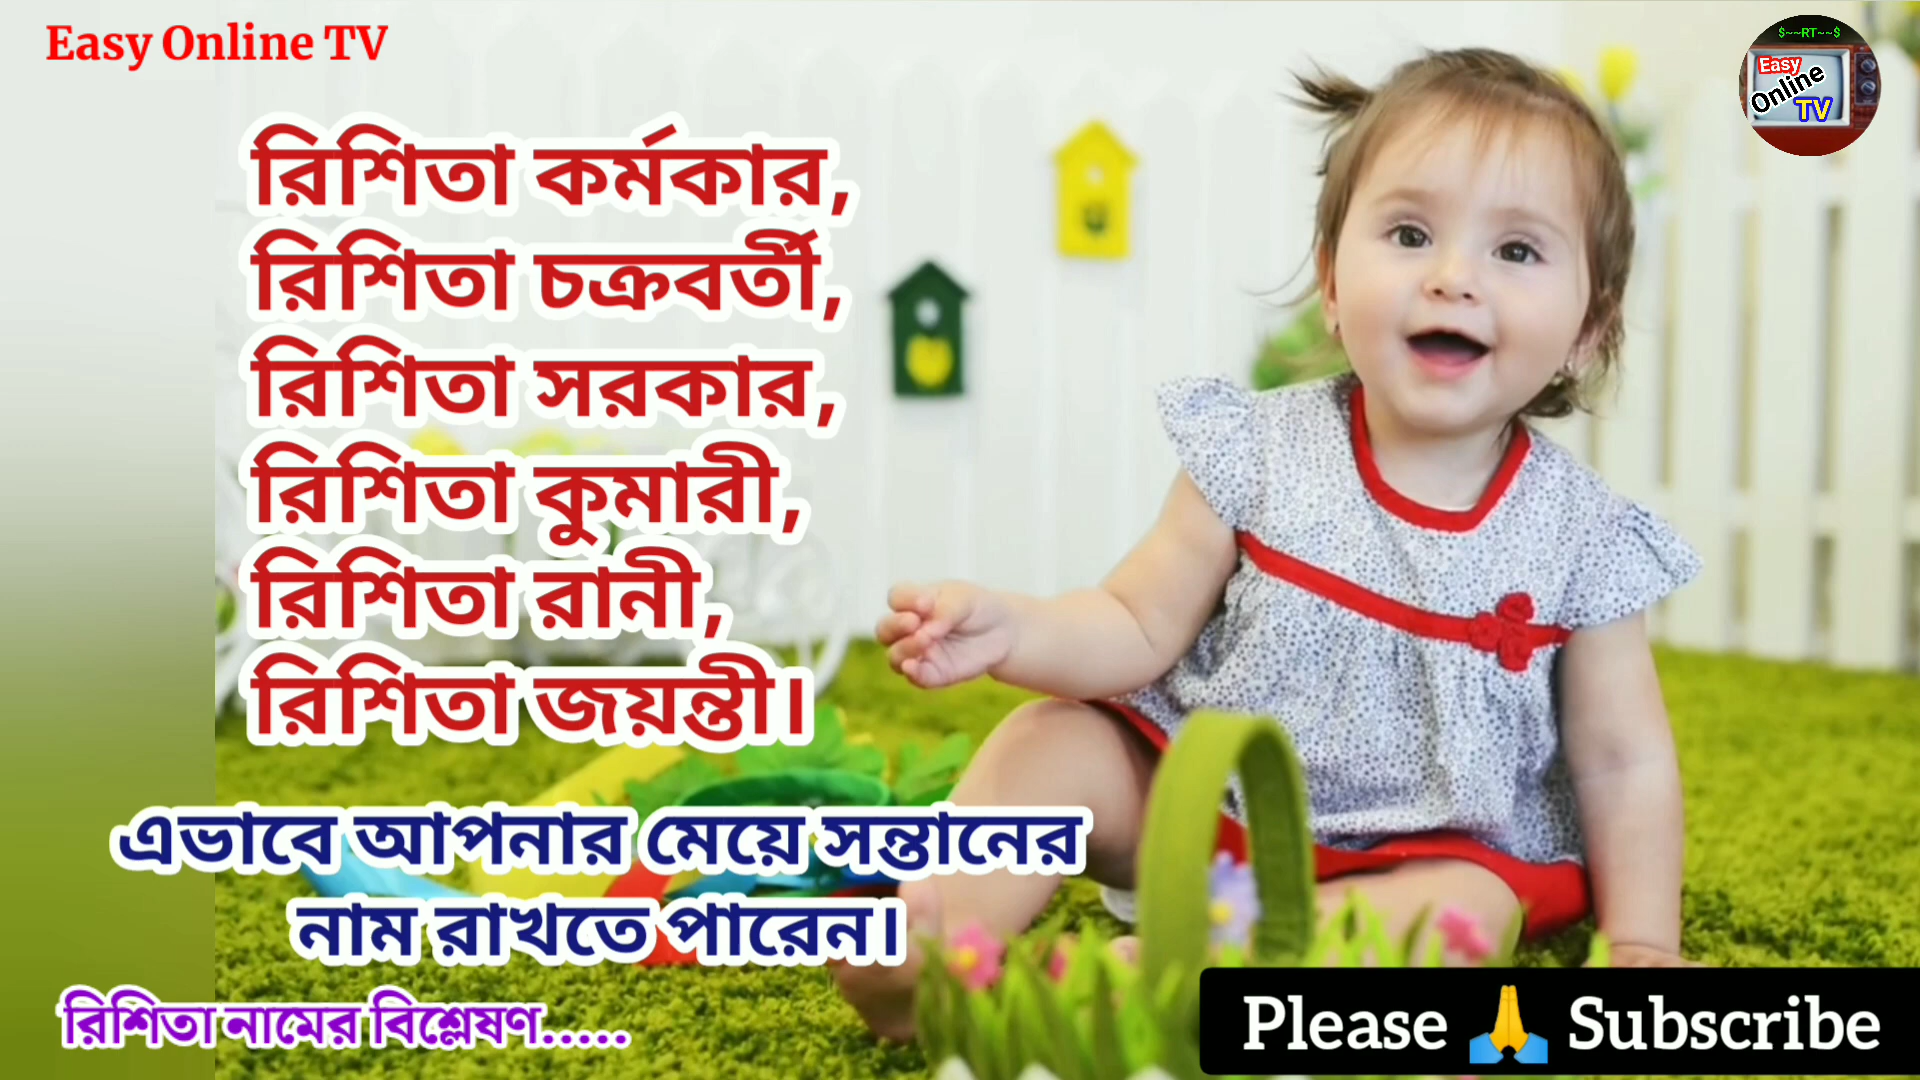 Easy Online TV
$~~RT~~$
Easy
Online
TV
রিশিতা কর্মকার,
রিশিতা চক্রবর্তী,
রিশিতা সরকার,
রিশিতা কুমারী,
রিশিতা রানী,
রিশিতা জয়ন্তী।
এভাবে আপনার মেয়ে সন্তানের
নাম রাখতে পারেন।
রিশিতা নামের বিশ্লেষণ.....
Please 🙏 Subscribe